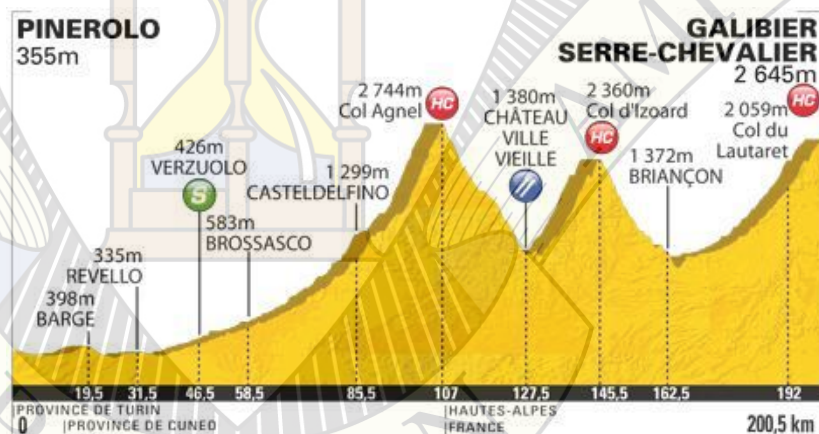 PINEROLO
355m
GALIBIER
SERRE-CHEVALIER
2 645m
2 744m
Col Agnel
HC
1 380m
CHÂTEAU
VILLE
VIEILLE
2 360m
Col d'Izoard
HC
HC
2 059m
Col du
Lautaret
426m
VERZUOLO
S
1 299m
CASTELDELFINO
1 372m
BRIANÇON
583m
BROSSASCO
335m
REVELLO
398m
BARGE
19,5 31,5 46,5 58,5 85,5 107 127,5 145,5 162,5 192
PROVINCE DE TURIN
HAUTES-ALPES
0
PROVINCE DE CUNEO
FRANCE
200,5 km